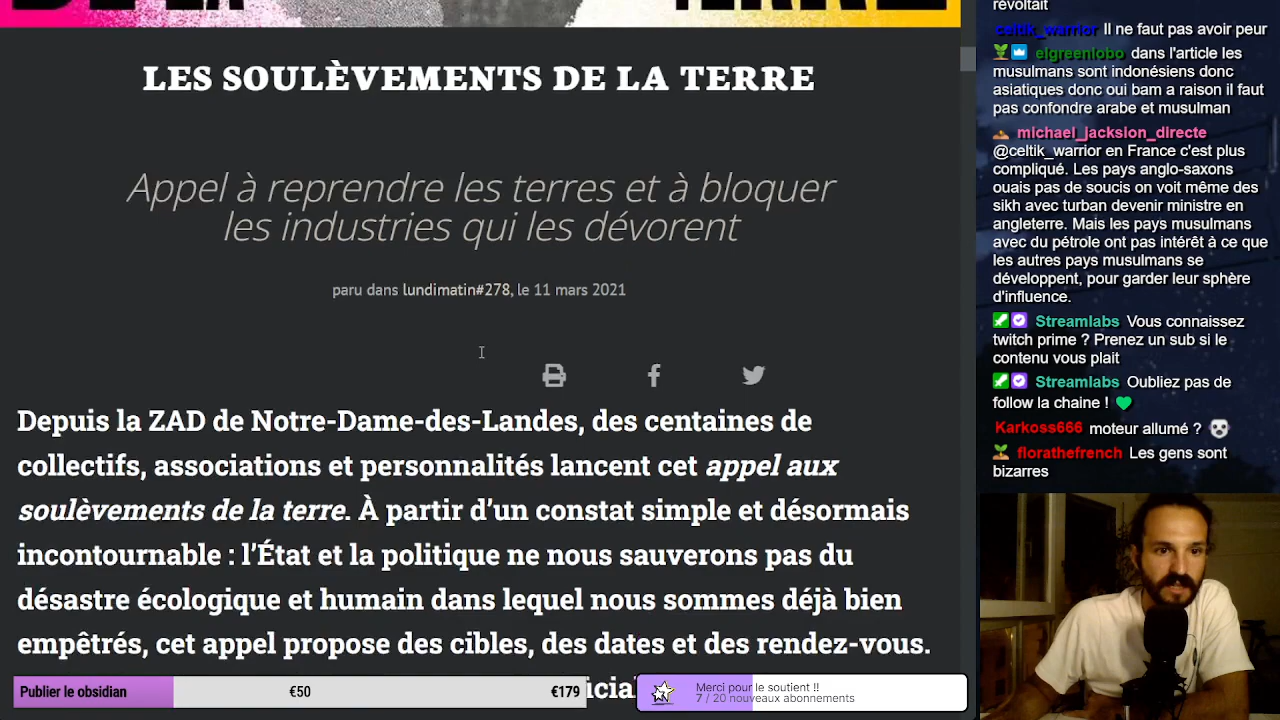 DE LA TERRE
LES SOULÈVEMENTS DE LA TERRE
Appel à reprendre les terres et à bloquer
les industries qui les dévorent
paru dans lundimatin#278, le 11 mars 2021
Depuis la ZAD de Notre-Dame-des-Landes, des centaines de
collectifs, associations et personnalités lancent cet appel aux
soulèvements de la terre. À partir d’un constat simple et désormais
incontournable : l’État et la politique ne nous sauverons pas du
désastre écologique et humain dans lequel nous sommes déjà bien
empêtrés, cet appel propose des cibles, des dates et des rendez-vous.
Publier le obsidian
€50
€179
Merci pour le soutient !!
7 / 20 nouveaux abonnements
révoltait
celtik_warrior Il ne faut pas avoir peur
elgreenlobo dans l'article les
musulmans sont indonésiens donc
asiatiques donc oui bam a raison il faut
pas confondre arabe et musulman
michael_jacksion_directe
@celtik_warrior en France c'est plus
compliqué. Les pays anglo-saxons
ouais pas de soucis on voit même des
sikh avec turban devenir ministre en
angleterre. Mais les pays musulmans
avec du pétrole ont pas intérêt à ce que
les autres pays musulmans se
développent, pour garder leur sphère
d'influence.
Streamlabs Vous connaissez
twitch prime ? Prenez un sub si le
contenu vous plait
Streamlabs Oubliez pas de
follow la chaine !
Karkoss666 moteur allumé ?
florathefrench Les gens sont
bizarres